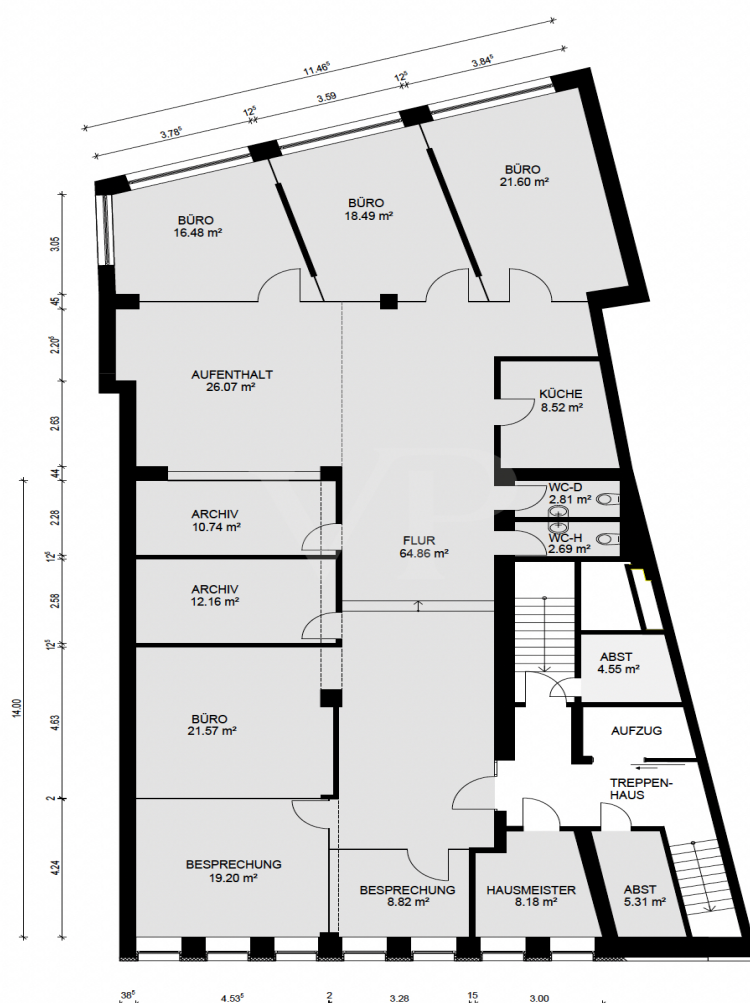 11.46⁵
3.84⁵
12⁵
3.59
12⁵
3.78⁵
BÜRO
21.60 m²
BÜRO
18.49 m²
BÜRO
16.48 m²
3.05
45
2.20⁵
AUFENTHALT
26.07 m²
KÜCHE
8.52 m²
2.63
44
WC-D
2.81 m²
ARCHIV
10.74 m²
2.28
FLUR
64.86 m²
WC-H
2.69 m²
12⁵
ARCHIV
12.16 m²
2.58
12⁵
ABST
4.55 m²
14.00
BÜRO
21.57 m²
4.63
AUFZUG
TREPPEN-
HAUS
2
BESPRECHUNG
19.20 m²
4.24
BESPRECHUNG
8.82 m²
HAUSMEISTER
8.18 m²
ABST
5.31 m²
38⁵
4.53⁵
2
3.28
15
3.00
VP